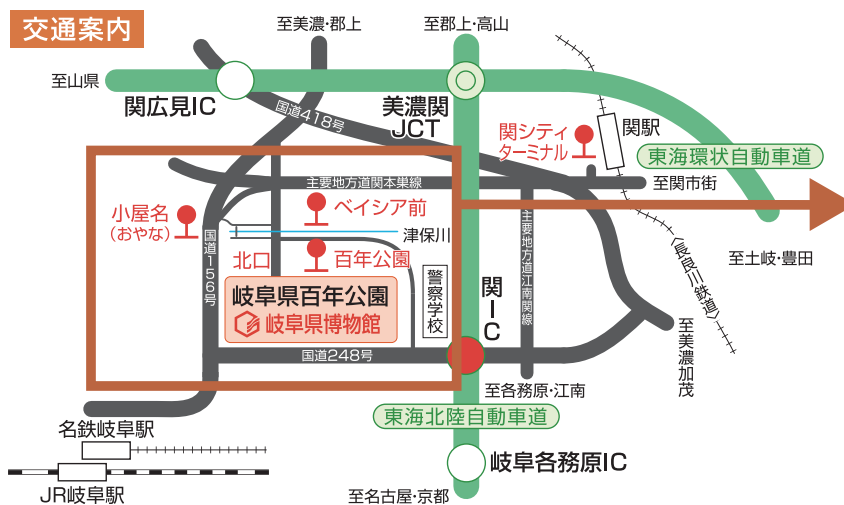 交通案内
至美濃・郡上
至郡上・高山
至山県
関広見IC
国道418号
美濃関
JCT
関シティ
ターミナル
関駅
東海環状自動車道
主要地方道関本巣線
至関市街
小屋名
(おやな)
ベイシア前
津保川
国道156号
北口
百年公園
警察学校
関IC
主要地方道江南関線
至土岐・豊田
〈長良川鉄道〉
岐阜県百年公園
岐阜県博物館
国道248号
至美濃加茂
至各務原・江南
東海北陸自動車道
名鉄岐阜駅
岐阜各務原IC
JR岐阜駅
至名古屋・京都